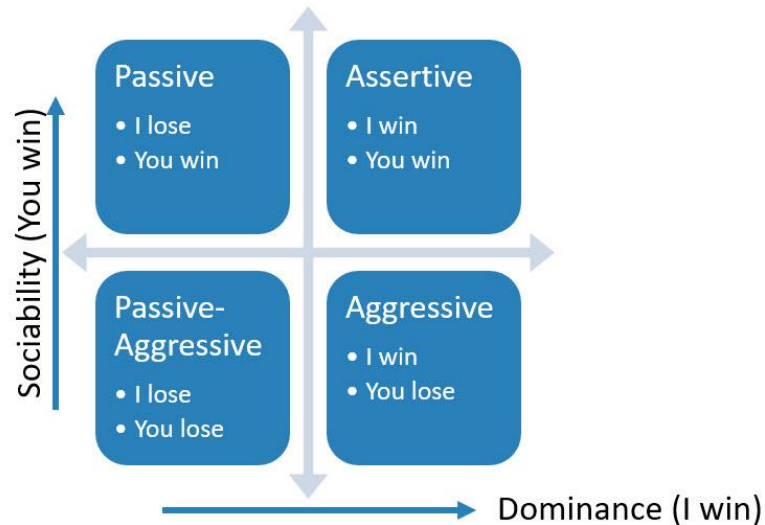 Sociability (You win)
Passive
• I lose
• You win
Assertive
• I win
• You win
Passive-
Aggressive
• I lose
• You lose
Aggressive
• I win
• You lose
Dominance (I win)